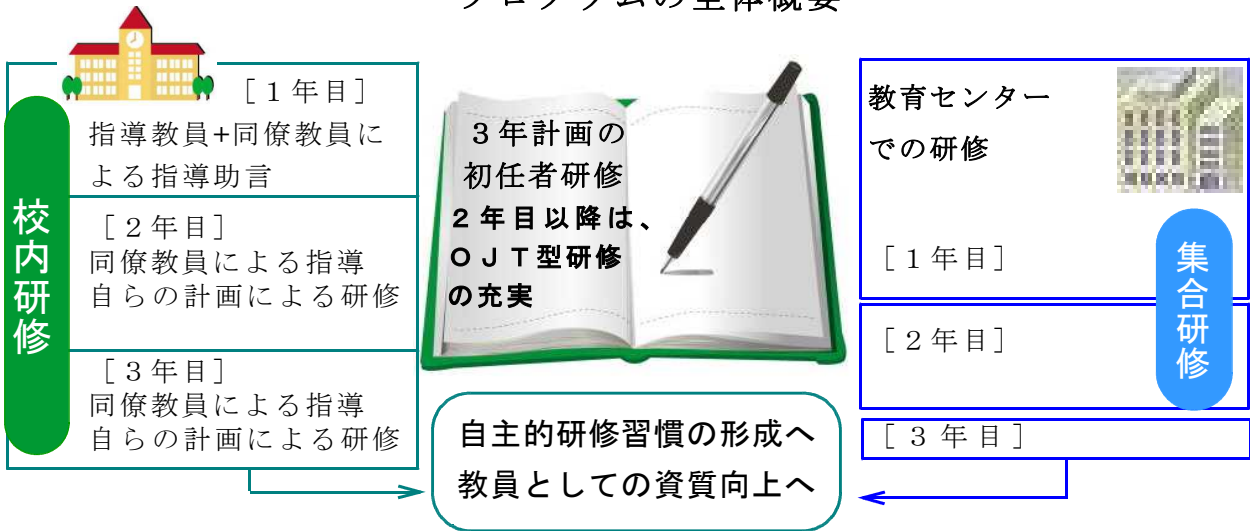 プログラムの全体概要
校内研修
［１年目］
指導教員+同僚教員に
よる指導助言
［２年目］
同僚教員による指導
自らの計画による研修
［３年目］
同僚教員による指導
自らの計画による研修
３年計画の
初任者研修
２年目以降は、
ＯＪＴ型研修
の充実
教育センター
での研修
［１年目］
［２年目］
［３年目］
集合研修
自主的研修習慣の形成へ
教員としての資質向上へ